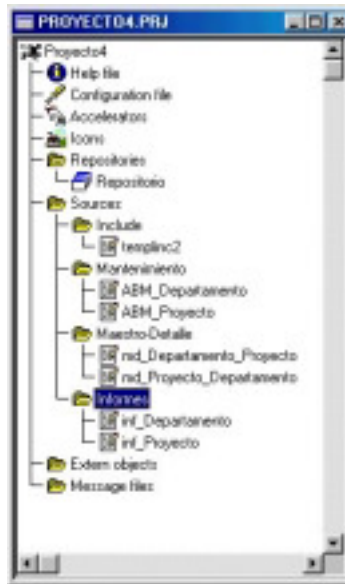 PROYECTO4.PRJ
Proyecto4
Help file
Configuration file
Accelerators
Icons
Repositories
Repositorio
Sources
Include
templinc2
Mantenimiento
ABM_Departamento
ABM_Proyecto
Maestro-Detalle
md_Departamento_Proyecto
md_Proyecto_Departamento
Informes
inf_Departamento
inf_Proyecto
Extern objects
Message files